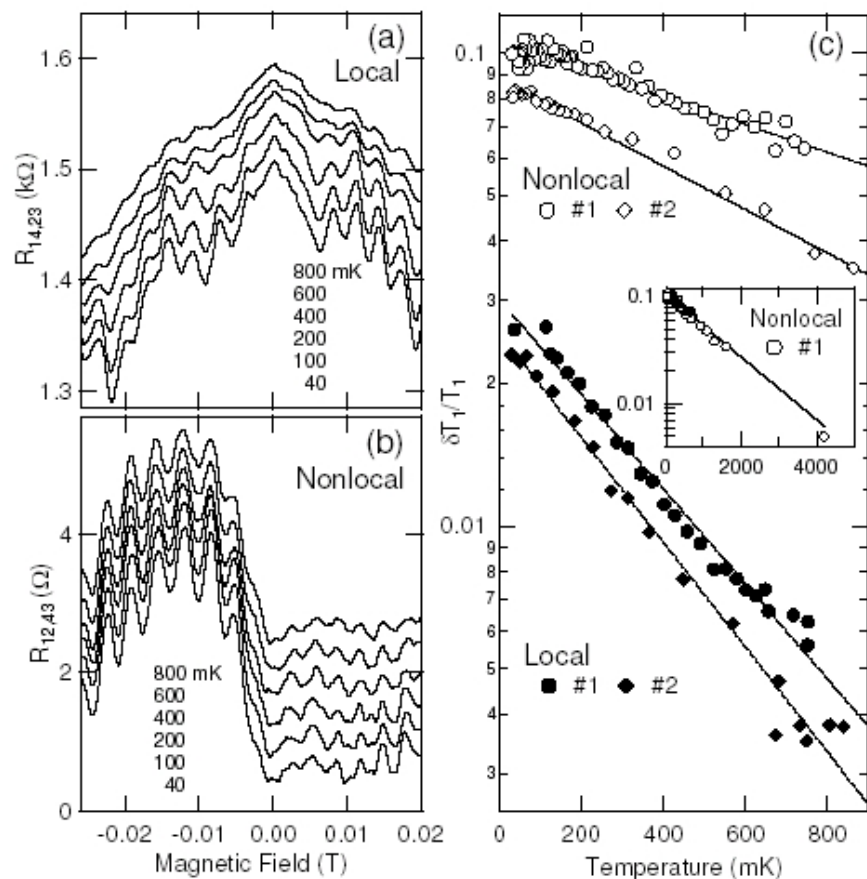 (a)
Local
1.6
1.5
1.4
1.3
R14,23 (kΩ)
800 mK
600
400
200
100
40
(b)
Nonlocal
4
2
0
R12,43 (Ω)
800 mK
600
400
200
100
40
-0.02 -0.01 0.00 0.01 0.02
Magnetic Field (T)
(c)
0.1
9
8
7
6
5
4
3
2
0.01
9
8
7
6
5
4
3
δT1/T1
Nonlocal
#1 #2
0.1
0.01
Nonlocal
#1
0 2000 4000
Local
#1 #2
0 200 400 600 800
Temperature (mK)